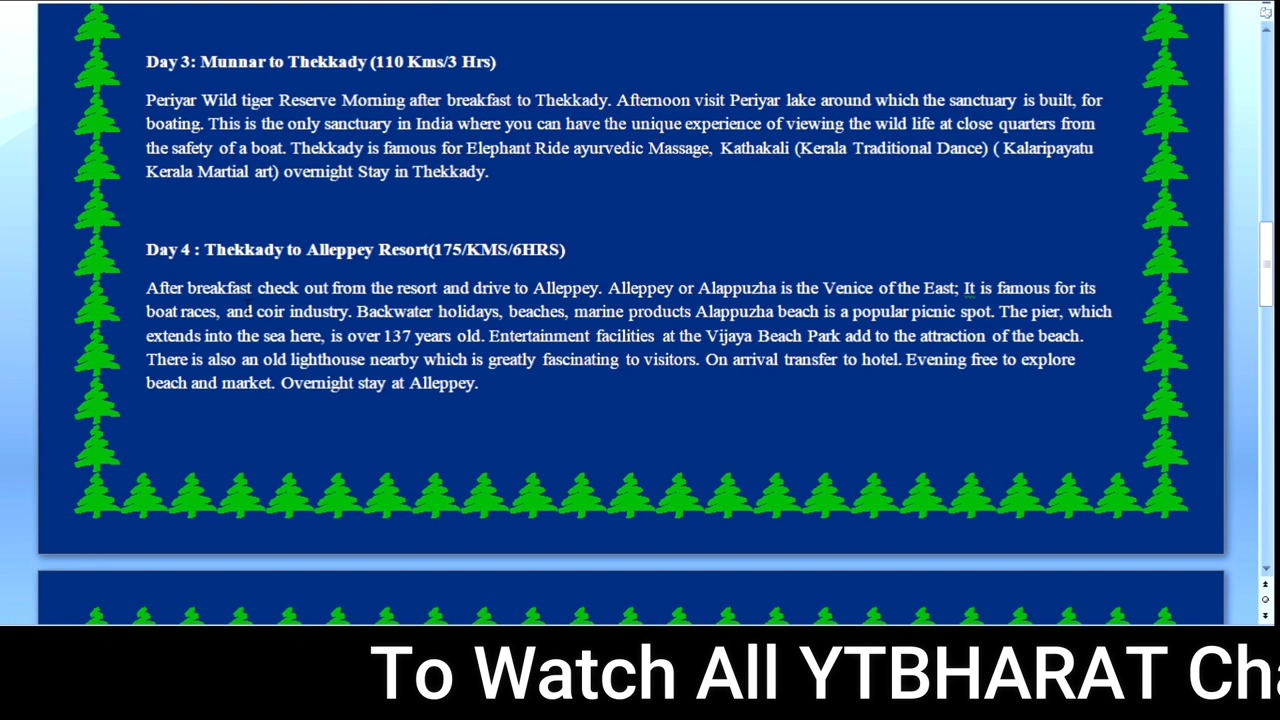 Day 3: Munnar to Thekkady (110 Kms/3 Hrs)
Periyar Wild tiger Reserve Morning after breakfast to Thekkady. Afternoon visit Periyar lake around which the sanctuary is built, for
boating. This is the only sanctuary in India where you can have the unique experience of viewing the wild life at close quarters from
the safety of a boat. Thekkady is famous for Elephant Ride ayurvedic Massage, Kathakali (Kerala Traditional Dance) ( Kalaripayatu
Kerala Martial art) overnight Stay in Thekkady.
Day 4 : Thekkady to Alleppey Resort(175/KMS/6HRS)
After breakfast check out from the resort and drive to Alleppey. Alleppey or Alappuzha is the Venice of the East; It is famous for its
boat races, and coir industry. Backwater holidays, beaches, marine products Alappuzha beach is a popular picnic spot. The pier, which
extends into the sea here, is over 137 years old. Entertainment facilities at the Vijaya Beach Park add to the attraction of the beach.
There is also an old lighthouse nearby which is greatly fascinating to visitors. On arrival transfer to hotel. Evening free to explore
beach and market. Overnight stay at Alleppey.
To Watch All YTBHARAT Cha